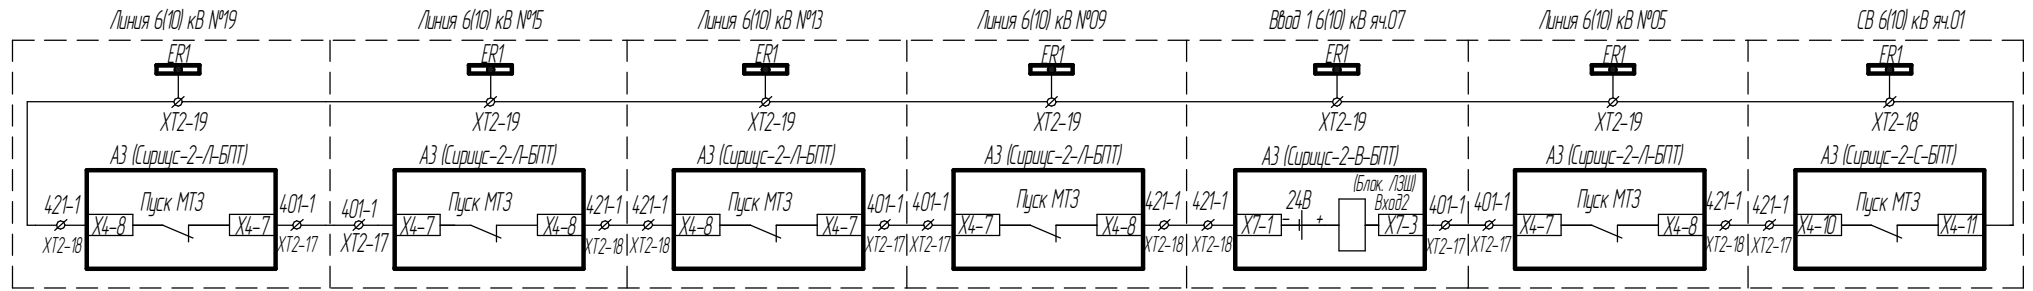 Линия 6(10) кВ №19 Линия 6(10) кВ №15 Линия 6(10) кВ №13 Линия 6(10) кВ №09 Ввод 1 6(10) кВ яч.07 Линия 6(10) кВ №05 СВ 6(10) кВ яч.01
ER1 ER1 ER1 ER1 ER1 ER1 ER1
XT2-19 XT2-19 XT2-19 XT2-19 XT2-19 XT2-19 XT2-18
А3 (Сириус-2-Л-БПТ) А3 (Сириус-2-Л-БПТ) А3 (Сириус-2-Л-БПТ) А3 (Сириус-2-Л-БПТ) А3 (Сириус-2-В-БПТ) А3 (Сириус-2-Л-БПТ) А3 (Сириус-2-С-БПТ)
421-1 Пуск МТЗ 401-1 401-1 Пуск МТЗ 421-1 421-1 Пуск МТЗ 401-1 401-1 Пуск МТЗ 421-1 421-1 24В (Блок. ЛЗШ) Вход2 401-1 401-1 Пуск МТЗ 421-1 421-1 Пуск МТЗ
X4-8 X4-7 X4-7 X4-8 X4-8 X4-7 X4-7 X4-8 X7-1 - + X7-3 X4-7 X4-8 X4-10 X4-11
XT2-18 XT2-17 XT2-17 XT2-18 XT2-18 XT2-17 XT2-17 XT2-18 XT2-18 XT2-17 XT2-17 XT2-18 XT2-17